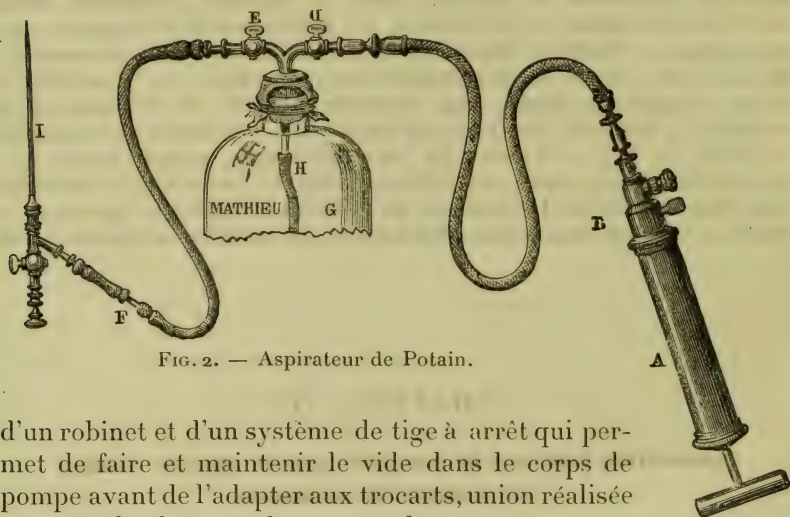 E C
I
H
MATHIEU G
B
F
A
FIG. 2. — Aspirateur de Potain.
d'un robinet et d'un système de tige à arrêt qui per-
met de faire et maintenir le vide dans le corps de
pompe avant de l'adapter aux trocarts, union réalisée